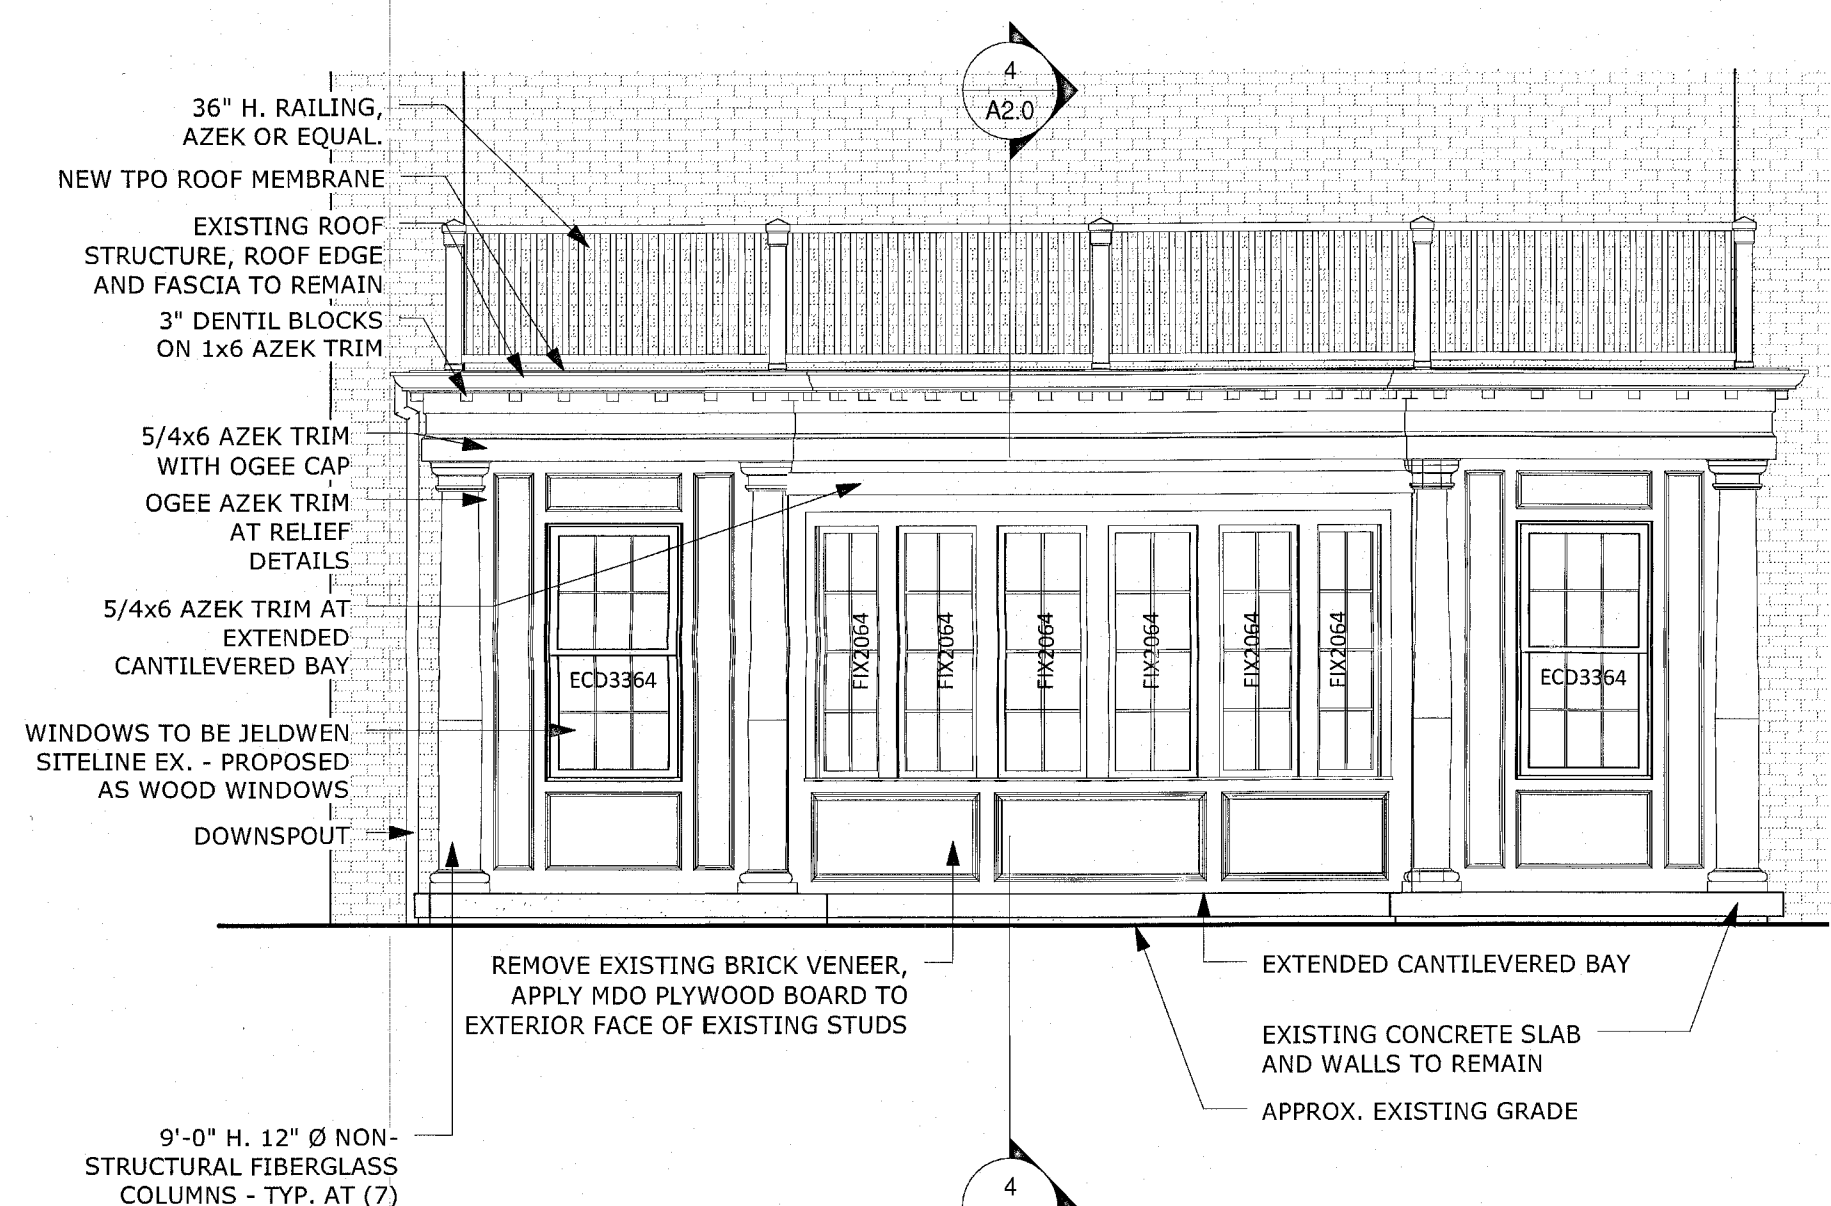 4
A2.0
36" H. RAILING,
AZEK OR EQUAL.
NEW TPO ROOF MEMBRANE
EXISTING ROOF
STRUCTURE, ROOF EDGE
AND FASCIA TO REMAIN
3" DENTIL BLOCKS
ON 1x6 AZEK TRIM
5/4x6 AZEK TRIM
WITH OGEE CAP
OGEE AZEK TRIM
AT RELIEF
DETAILS
5/4x6 AZEK TRIM AT
EXTENDED
CANTILEVERED BAY
WINDOWS TO BE JELDWEN
SITELINE EX. - PROPOSED
AS WOOD WINDOWS
DOWNSPOUT
ECD3364
FIX2064
FIX2064
FIX2064
FIX2064
FIX2064
FIX2064
ECD3364
REMOVE EXISTING BRICK VENEER,
APPLY MDO PLYWOOD BOARD TO
EXTERIOR FACE OF EXISTING STUDS
EXTENDED CANTILEVERED BAY
EXISTING CONCRETE SLAB
AND WALLS TO REMAIN
APPROX. EXISTING GRADE
9'-0" H. 12" Ø NON-
STRUCTURAL FIBERGLASS
COLUMNS - TYP. AT (7)
4